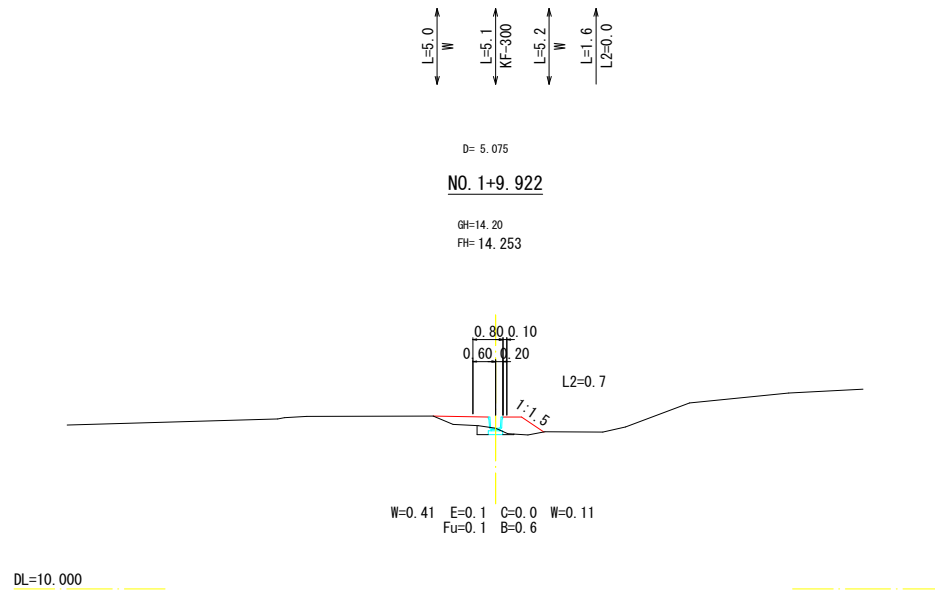 L=5.0
W
L=5.1
KF-300
L=5.2
W
L=1.6
L2=0.0
D= 5.075
NO.1+9.922
GH=14.20
FH= 14.253
0.80 0.10
0.60 0.20
L2=0.7
1:1.5
W=0.41 E=0.1 C=0.0 W=0.11
Fu=0.1 B=0.6
DL=10.000